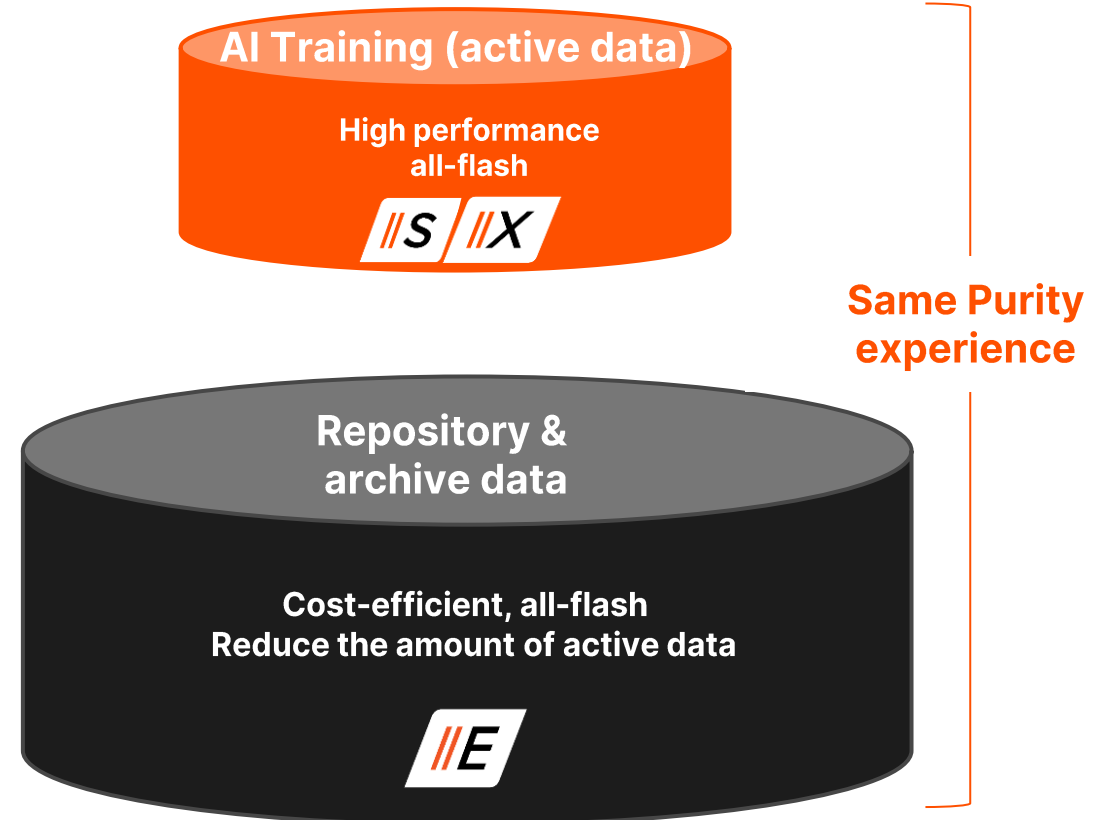 AI Training (active data)
High performance
all-flash
//S //X
Same Purity
experience
Repository &
archive data
Cost-efficient, all-flash
Reduce the amount of active data
//E